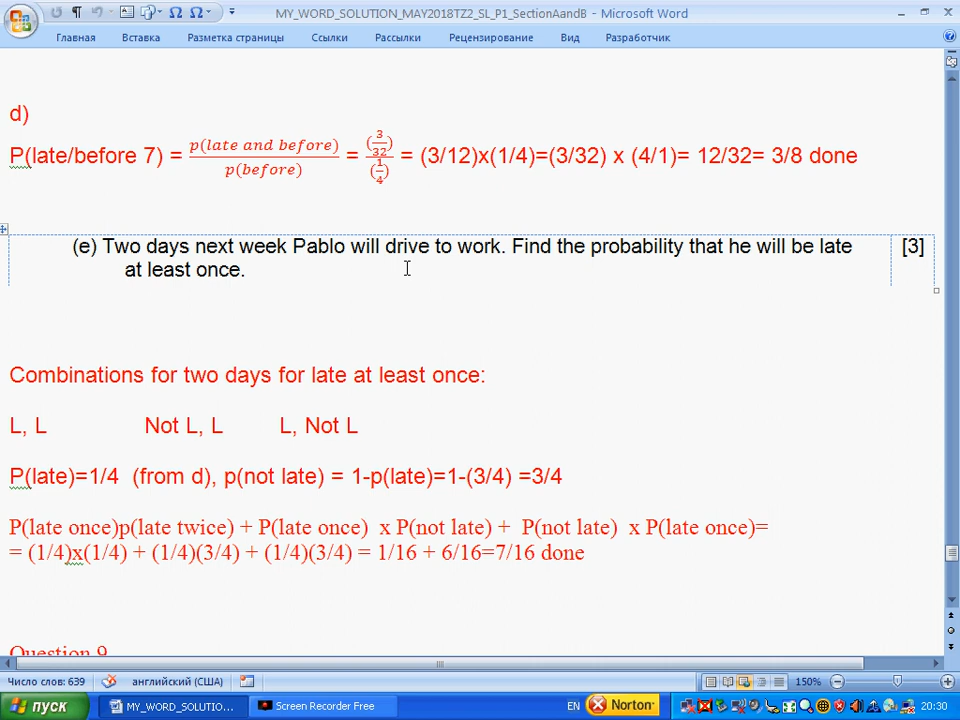 MY_WORD_SOLUTION_MAY2018TZ2_SL_P1_SectionAandB - Microsoft Word
Главная Вставка Разметка страницы Ссылки Рассылки Рецензирование Вид Разработчик
d)
P(late/before 7) = p(late and before)/p(before) = (3/32)/(1/4) = (3/12)x(1/4)=(3/32) x (4/1)= 12/32= 3/8 done
(e) Two days next week Pablo will drive to work. Find the probability that he will be late [3]
at least once.
Combinations for two days for late at least once:
L, L Not L, L L, Not L
P(late)=1/4 (from d), p(not late) = 1-p(late)=1-(3/4) =3/4
P(late once)p(late twice) + P(late once) x P(not late) + P(not late) x P(late once)=
= (1/4)x(1/4) + (1/4)(3/4) + (1/4)(3/4) = 1/16 + 6/16=7/16 done
Question 9
Число слов: 639 английский (США) 150%
пуск MY_WORD_SOLUTIO... Screen Recorder Free EN Norton 20:30